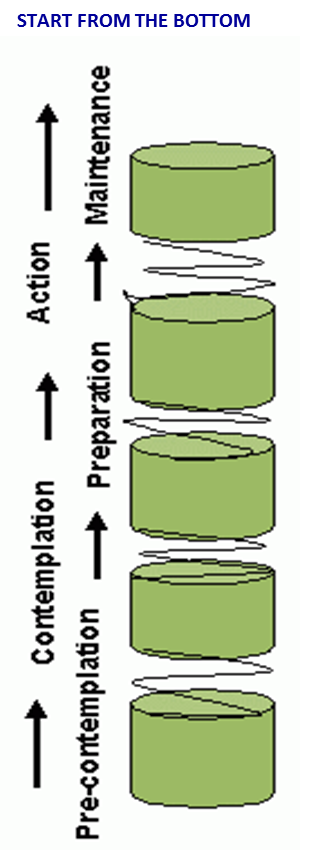 START FROM THE BOTTOM
Maintenance
Action
Preparation
Contemplation
Pre-contemplation